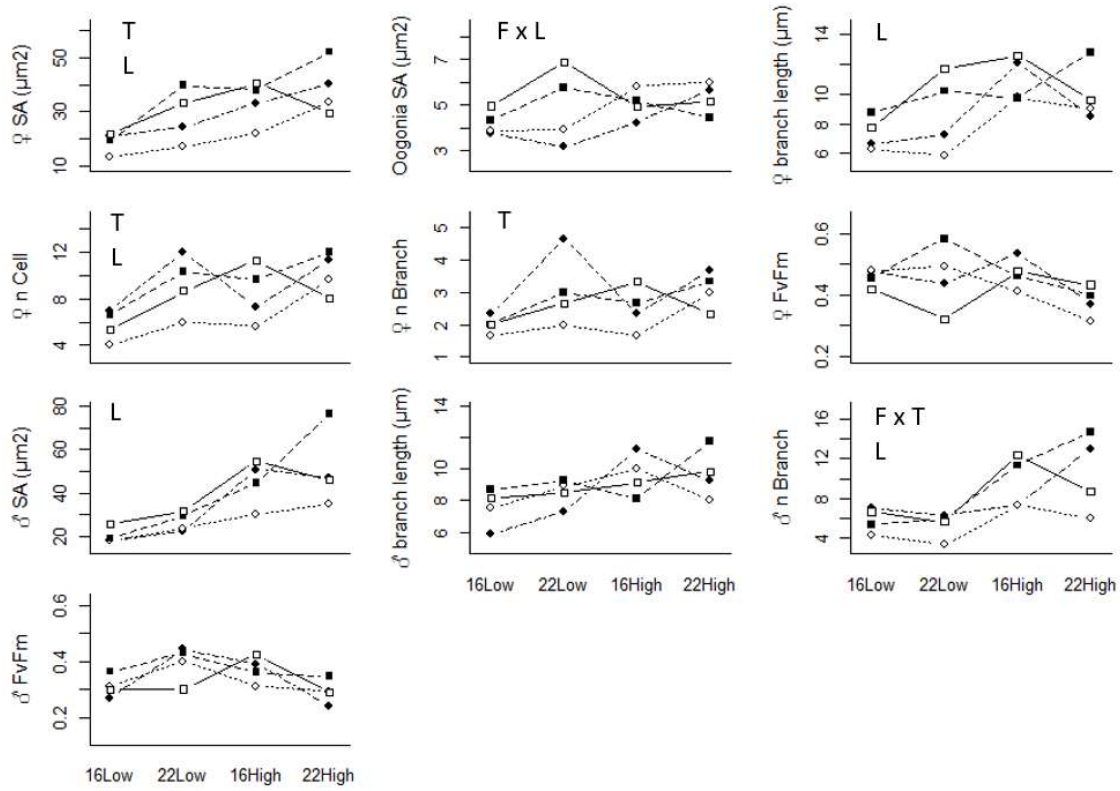 ♀ SA (µm2)
50
30
10
T
L
Oogonia SA (µm2)
7
6
5
4
3
F x L
♀ branch length (µm)
14
10
8
6
L
♀ n Cell
12
8
4
T
L
♀ n Branch
5
4
3
2
1
T
♀ FvFm
0.6
0.4
0.2
♂ SA (µm2)
80
60
40
20
L
♂ branch length (µm)
14
10
8
6
16Low 22Low 16High 22High
♂ n Branch
16
12
8
4
F x T
L
16Low 22Low 16High 22High
♂ FvFm
0.6
0.4
0.2
16Low 22Low 16High 22High